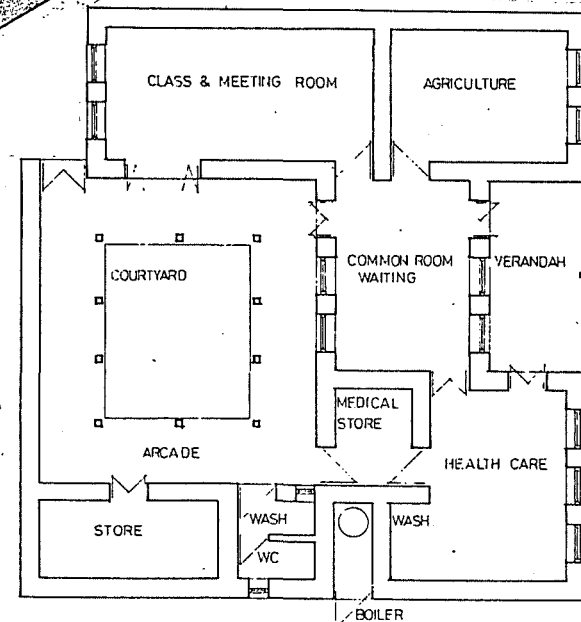 CLASS & MEETING ROOM
AGRICULTURE
COURTYARD
COMMON ROOM
WAITING
VERANDAH
MEDICAL
STORE
ARCADE
HEALTH CARE
STORE
WASH
WASH
WC
BOILER